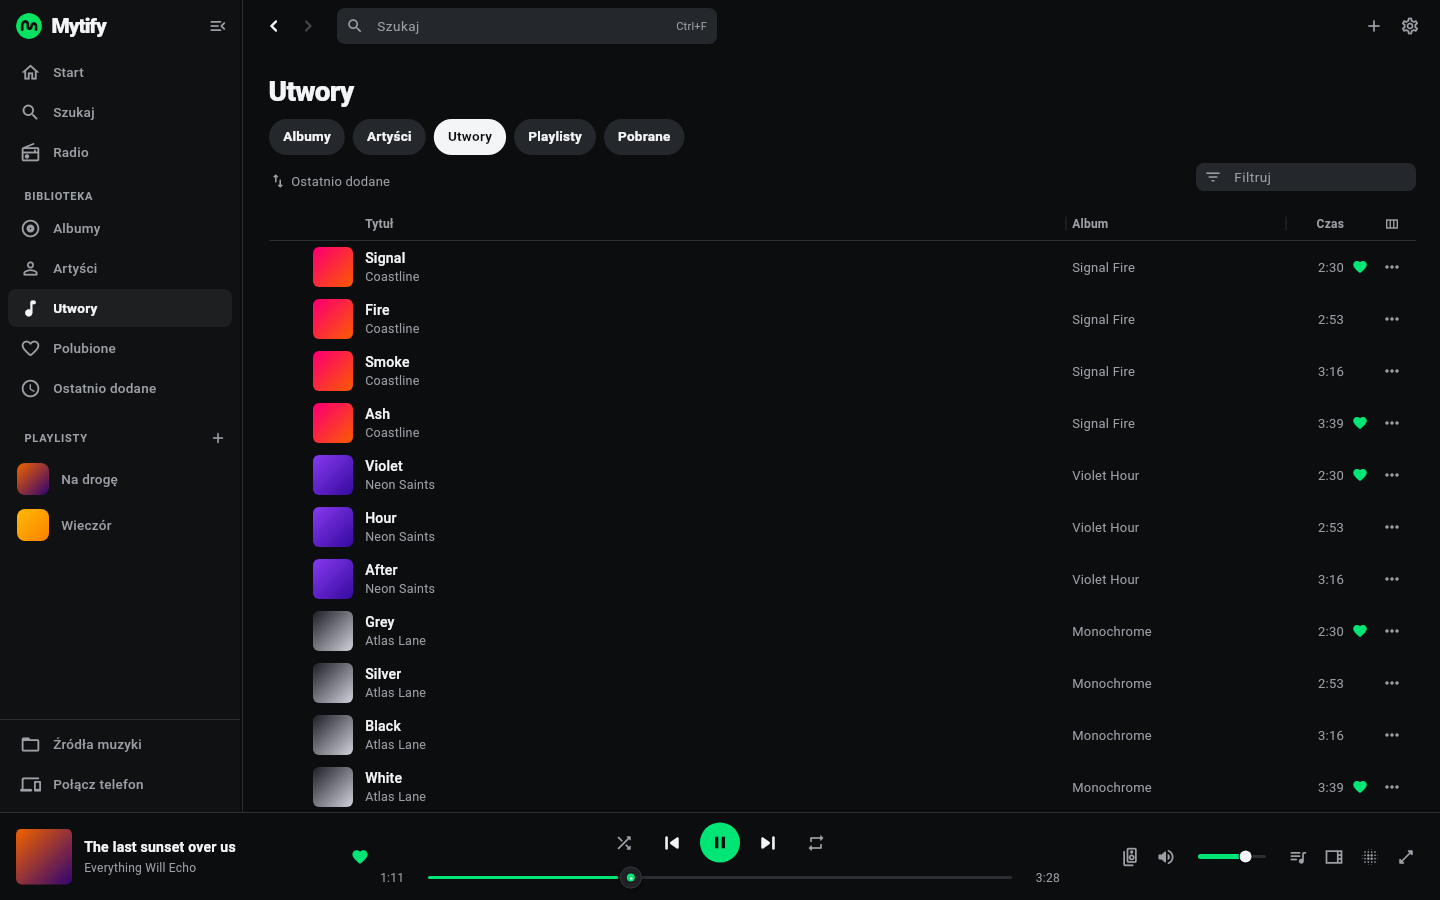 Mytify
Szukaj
Ctrl+F
Start
Szukaj
Radio
BIBLIOTEKA
Albumy
Artyści
Utwory
Polubione
Ostatnio dodane
PLAYLISTY
Na drogę
Wieczór
Źródła muzyki
Połącz telefon
Utwory
Albumy
Artyści
Utwory
Playlisty
Pobrane
Ostatnio dodane
Filtruj
Tytuł
Album
Czas
Signal
Coastline
Signal Fire
2:30
Fire
Coastline
Signal Fire
2:53
Smoke
Coastline
Signal Fire
3:16
Ash
Coastline
Signal Fire
3:39
Violet
Neon Saints
Violet Hour
2:30
Hour
Neon Saints
Violet Hour
2:53
After
Neon Saints
Violet Hour
3:16
Grey
Atlas Lane
Monochrome
2:30
Silver
Atlas Lane
Monochrome
2:53
Black
Atlas Lane
Monochrome
3:16
White
Atlas Lane
Monochrome
3:39
The last sunset over us
Everything Will Echo
1:11
3:28